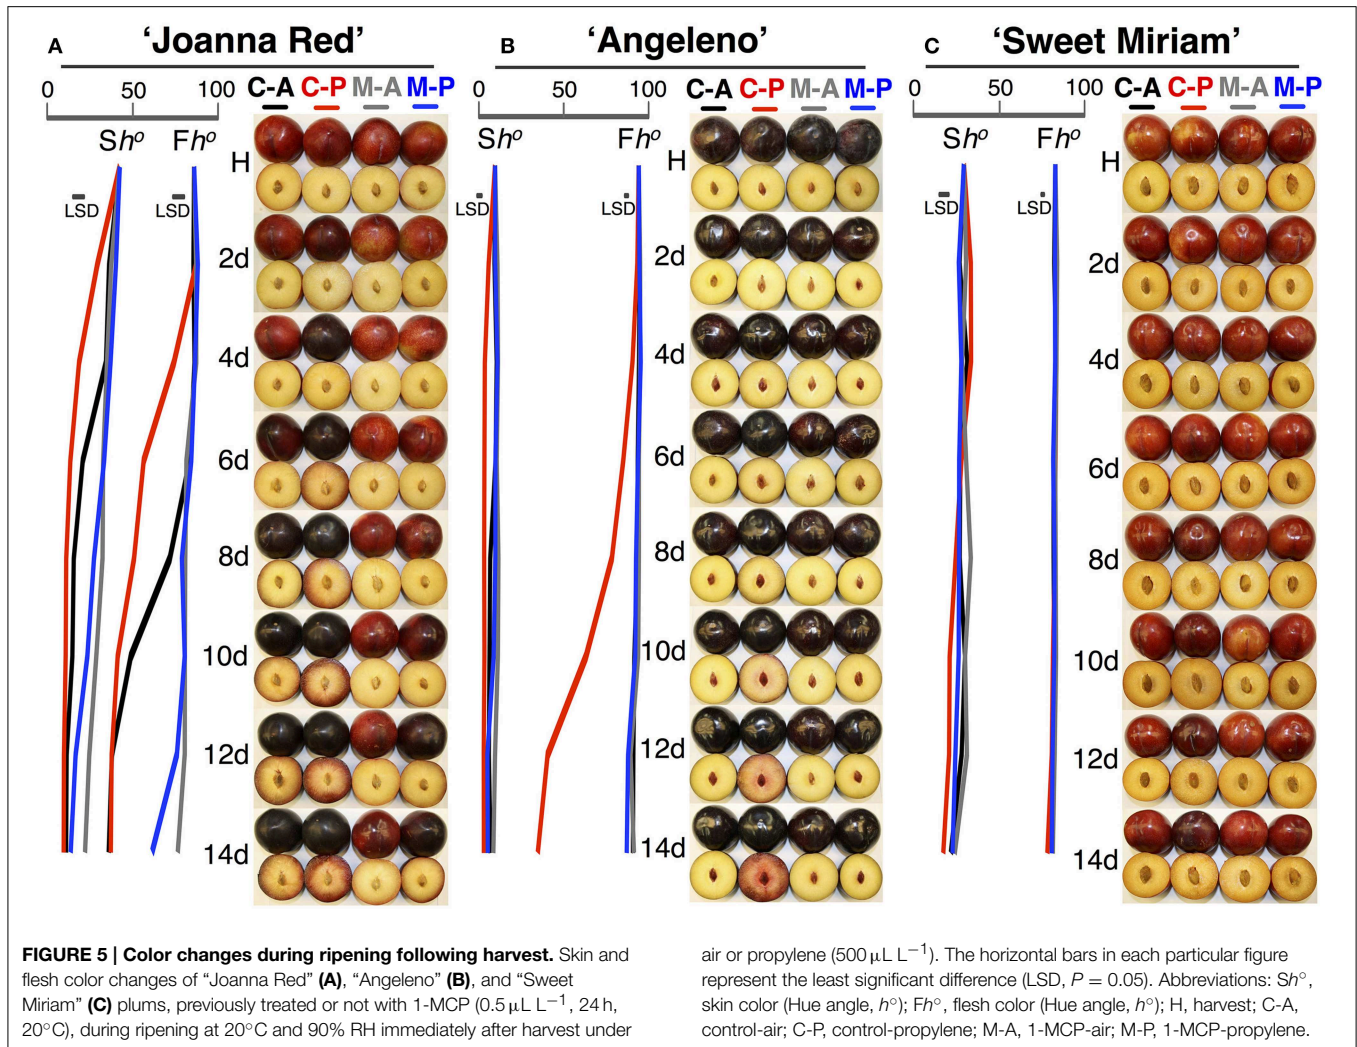 A 'Joanna Red'
0 50 100 C-A C-P M-A M-P
Sh° Fh°
H
LSD LSD
2d
4d
6d
8d
10d
12d
14d
B 'Angeleno'
0 50 100 C-A C-P M-A M-P
Sh° Fh°
H
LSD LSD
2d
4d
6d
8d
10d
12d
14d
C 'Sweet Miriam'
0 50 100 C-A C-P M-A M-P
Sh° Fh°
H
LSD LSD
2d
4d
6d
8d
10d
12d
14d
FIGURE 5 | Color changes during ripening following harvest. Skin and
flesh color changes of "Joanna Red" (A), "Angeleno" (B), and "Sweet
Miriam" (C) plums, previously treated or not with 1-MCP (0.5 μL L−1, 24 h,
20°C), during ripening at 20°C and 90% RH immediately after harvest under
air or propylene (500 μL L−1). The horizontal bars in each particular figure
represent the least significant difference (LSD, P = 0.05). Abbreviations: Sh°,
skin color (Hue angle, h°); Fh°, flesh color (Hue angle, h°); H, harvest; C-A,
control-air; C-P, control-propylene; M-A, 1-MCP-air; M-P, 1-MCP-propylene.